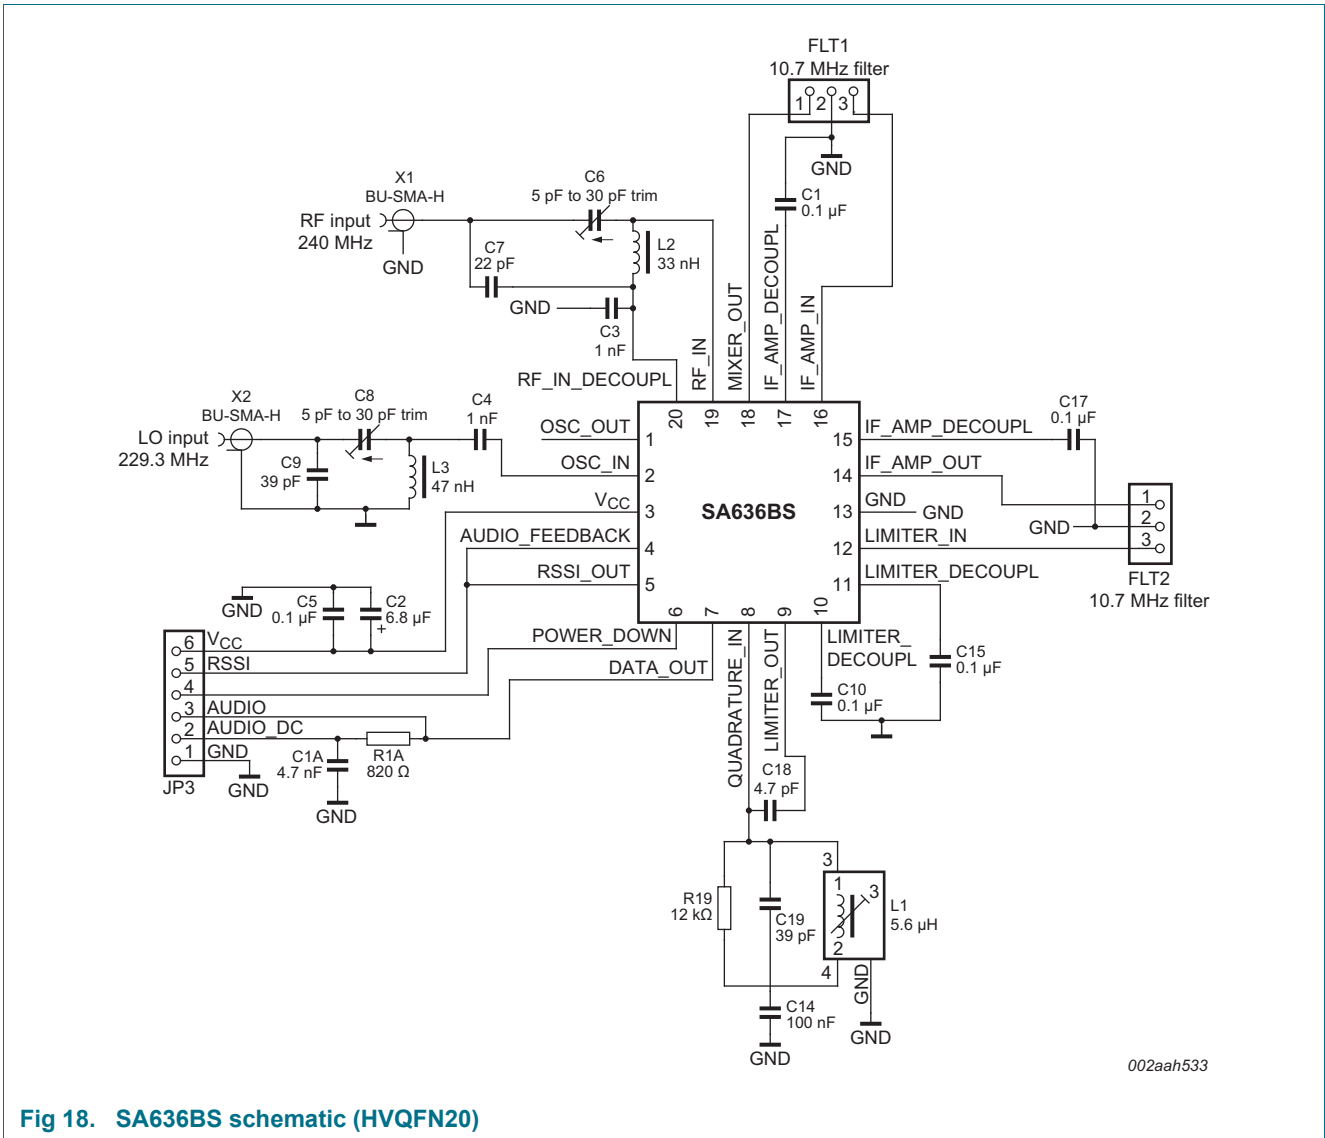 FLT1
10.7 MHz filter
1 2 3
GND
C1
0.1 μF
X1
BU-SMA-H
C6
5 pF to 30 pF trim
RF input
240 MHz
GND
C7
22 pF
L2
33 nH
GND
C3
1 nF
RF_IN_DECOUPL
RF_IN
MIXER_OUT
IF_AMP_DECOUPL
IF_AMP_IN
20 19 18 17 16
X2
BU-SMA-H
C8
5 pF to 30 pF trim
C4
1 nF
LO input
229.3 MHz
C9
39 pF
L3
47 nH
OSC_OUT
1
OSC_IN
2
VCC
3
AUDIO_FEEDBACK
4
RSSI_OUT
5
SA636BS
15
IF_AMP_DECOUPL
C17
0.1 μF
14
IF_AMP_OUT
13
GND
GND
12
LIMITER_IN
11
LIMITER_DECOUPL
GND
1
2
3
FLT2
10.7 MHz filter
6 7 8 9 10
GND
C5
0.1 μF
C2
6.8 μF
+
POWER_DOWN
DATA_OUT
QUADRATURE_IN
LIMITER_OUT
LIMITER_
DECOUPL
C15
0.1 μF
C10
0.1 μF
6 VCC
5 RSSI
4
3 AUDIO
2 AUDIO_DC
1 GND
JP3
GND
C1A
4.7 nF
GND
R1A
820 Ω
C18
4.7 pF
R19
12 kΩ
C19
39 pF
3
1
3
2
4
L1
5.6 μH
GND
GND
C14
100 nF
GND
002aah533
Fig 18. SA636BS schematic (HVQFN20)